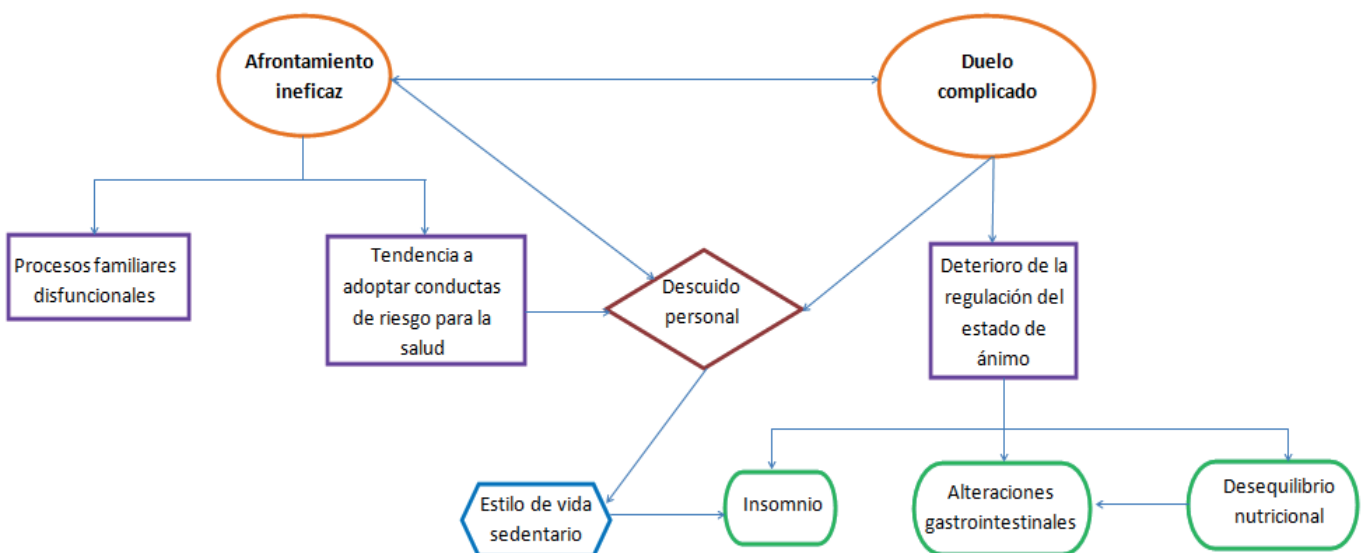 Afrontamiento
ineficaz
Duelo
complicado
Procesos familiares
disfuncionales
Tendencia a
adoptar conductas
de riesgo para la
salud
Descuido
personal
Deterioro de la
regulación del
estado de
ánimo
Estilo de vida
sedentario
Insomnio
Alteraciones
gastrointestinales
Desequilibrio
nutricional